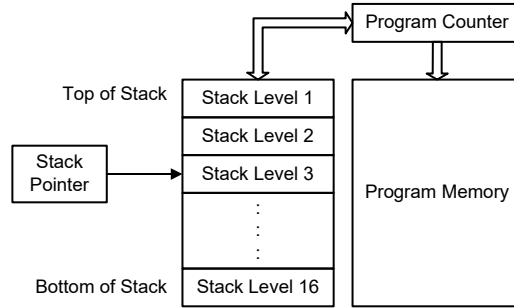 Program Counter
Top of Stack
Stack Level 1
Stack Level 2
Stack
Pointer
Stack Level 3
Program Memory
Bottom of Stack
Stack Level 16